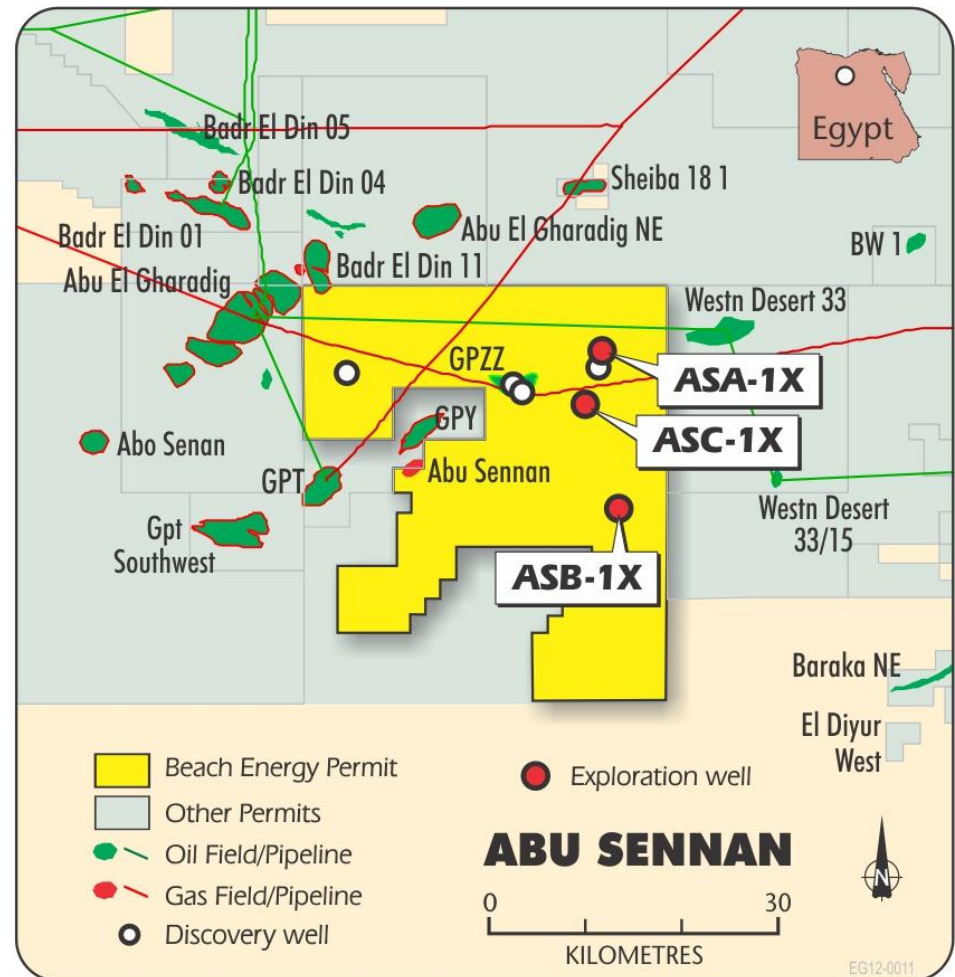 Egypt
Badr El Din 05
Badr El Din 04
Sheiba 18 1
Badr El Din 01
Abu El Gharadig NE
BW 1
Badr El Din 11
Abu El Gharadig
Westn Desert 33
GPZZ
ASA-1X
GPY
ASC-1X
Abo Senan
GPT
Abu Sennan
Westn Desert
33/15
Gpt
Southwest
ASB-1X
Baraka NE
El Diyur
West
Beach Energy Permit
Other Permits
Oil Field/Pipeline
Gas Field/Pipeline
Discovery well
Exploration well
ABU SENNAN
0 30
KILOMETRES
N
EG12-0011